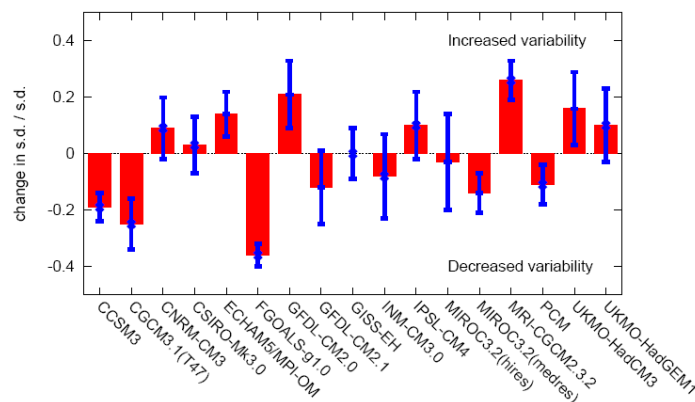 change in s.d. / s.d.
0.4
0.2
0
-0.2
-0.4
Increased variability
Decreased variability
CCSM3
CGCM3.1(T47)
CNRM-CM3
CSIRO-Mk3.0
ECHAM5/MPI-OM
FGOALS-g1.0
GFDL-CM2.0
GFDL-CM2.1
GISS-EH
INM-CM3.0
IPSL-CM4
MIROC3.2(hires)
MIROC3.2(medres)
MRI-CGCM2.3.2
PCM
UKMO-HadCM3
UKMO-HadGEM1